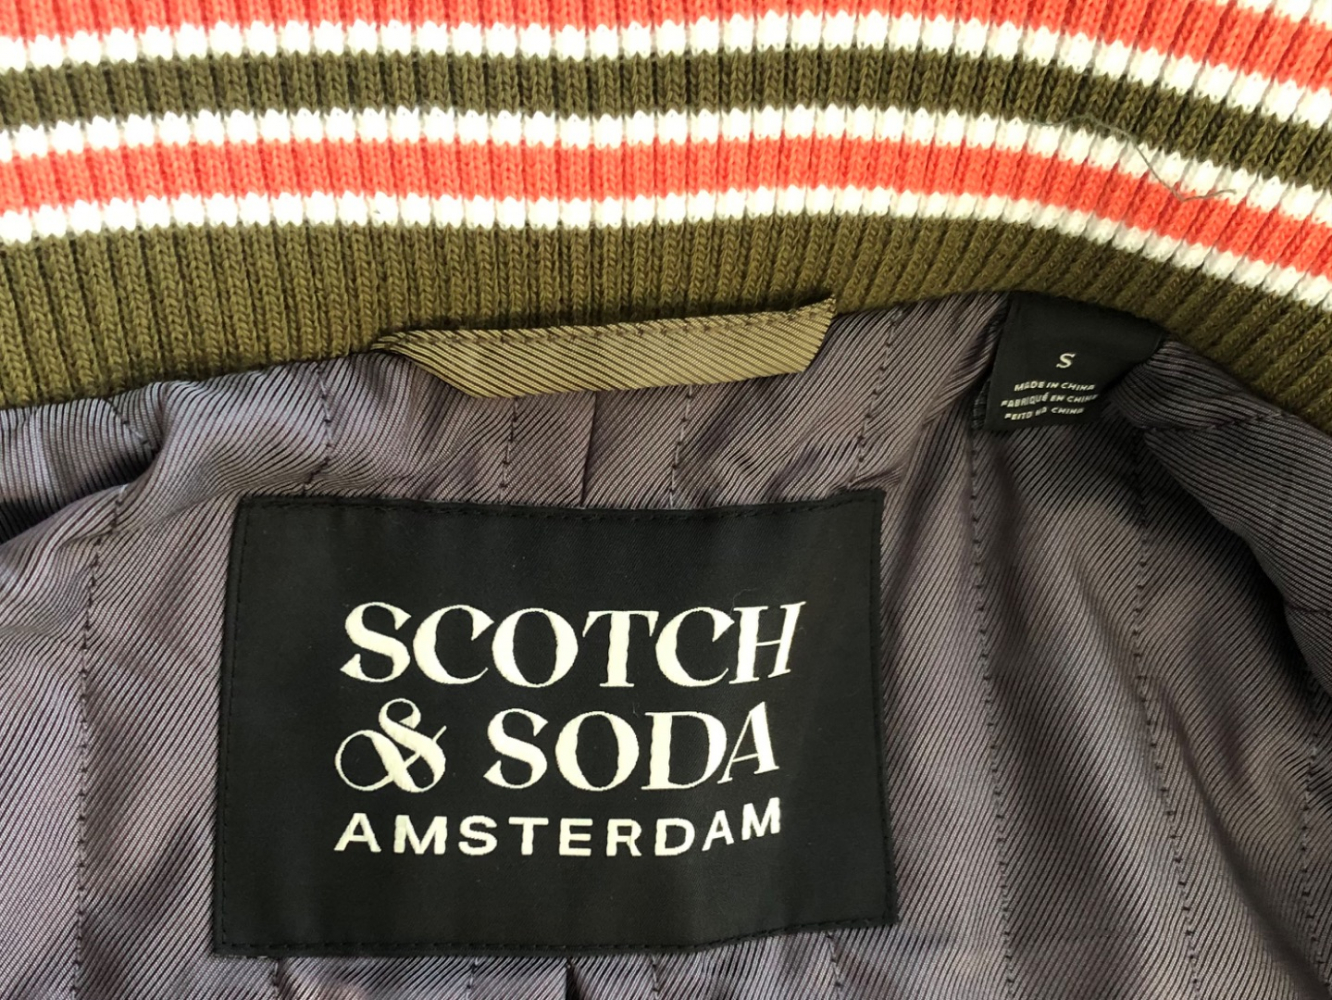 S
MADE IN CHINA
FABRIQUÉ EN CHINE
FEITO NA CHINA
SCOTCH
& SODA
AMSTERDAM